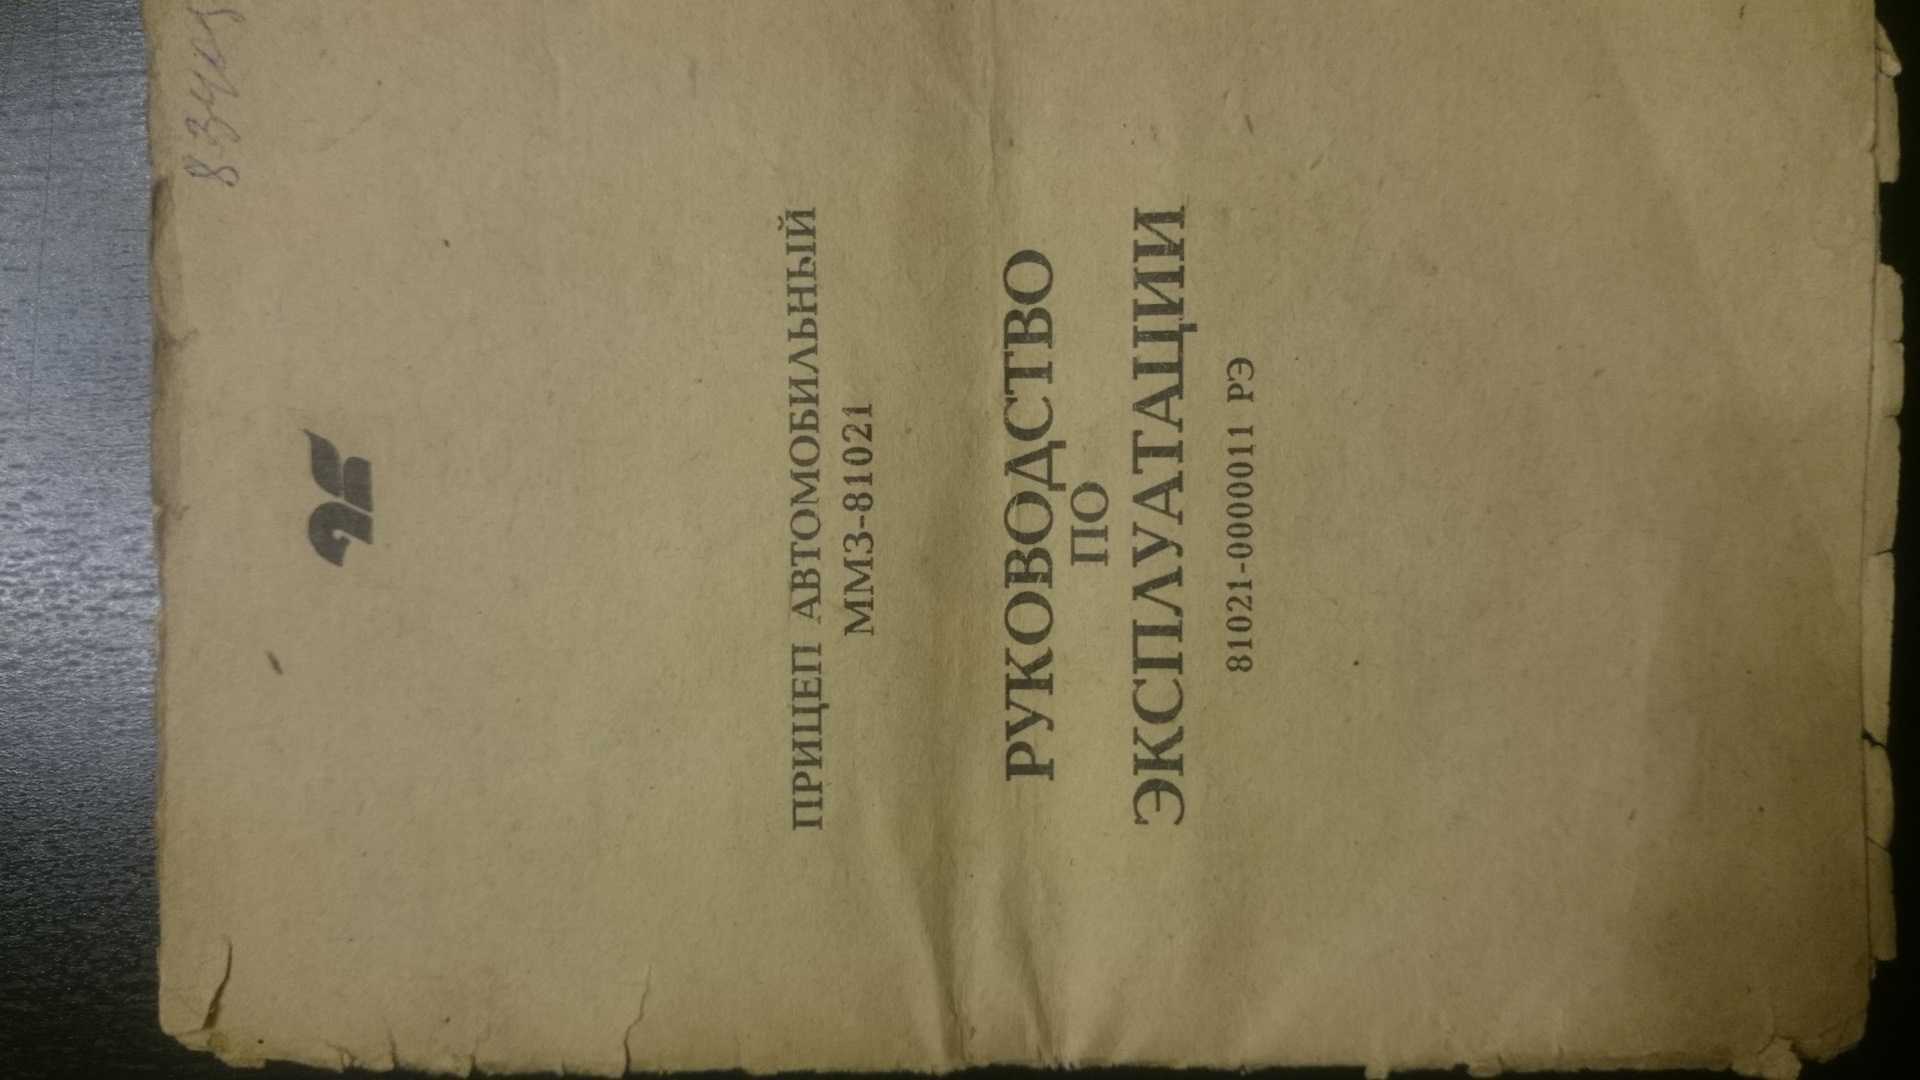 ПРИЦЕП АВТОМОБИЛЬНЫЙ
ММЗ-81021
РУКОВОДСТВО
ПО
ЭКСПЛУАТАЦИИ
81021-0000011 РЭ